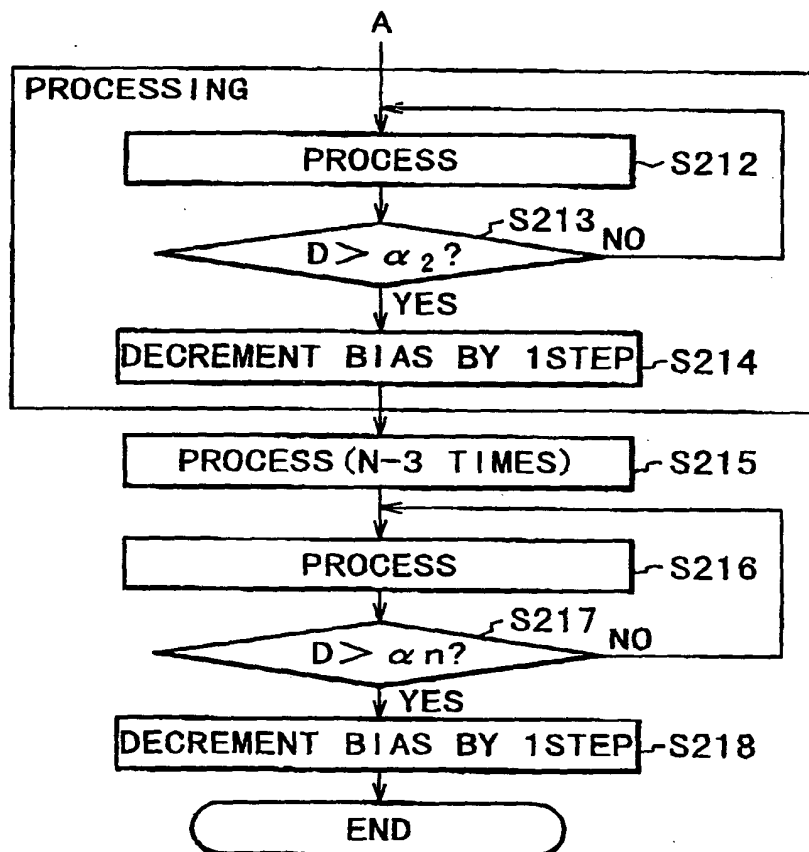 A
PROCESSING
PROCESS S212
S213
D > α2? NO
YES
DECREMENT BIAS BY 1STEP S214
PROCESS (N-3 TIMES) S215
PROCESS S216
S217
D > αn? NO
YES
DECREMENT BIAS BY 1STEP S218
END